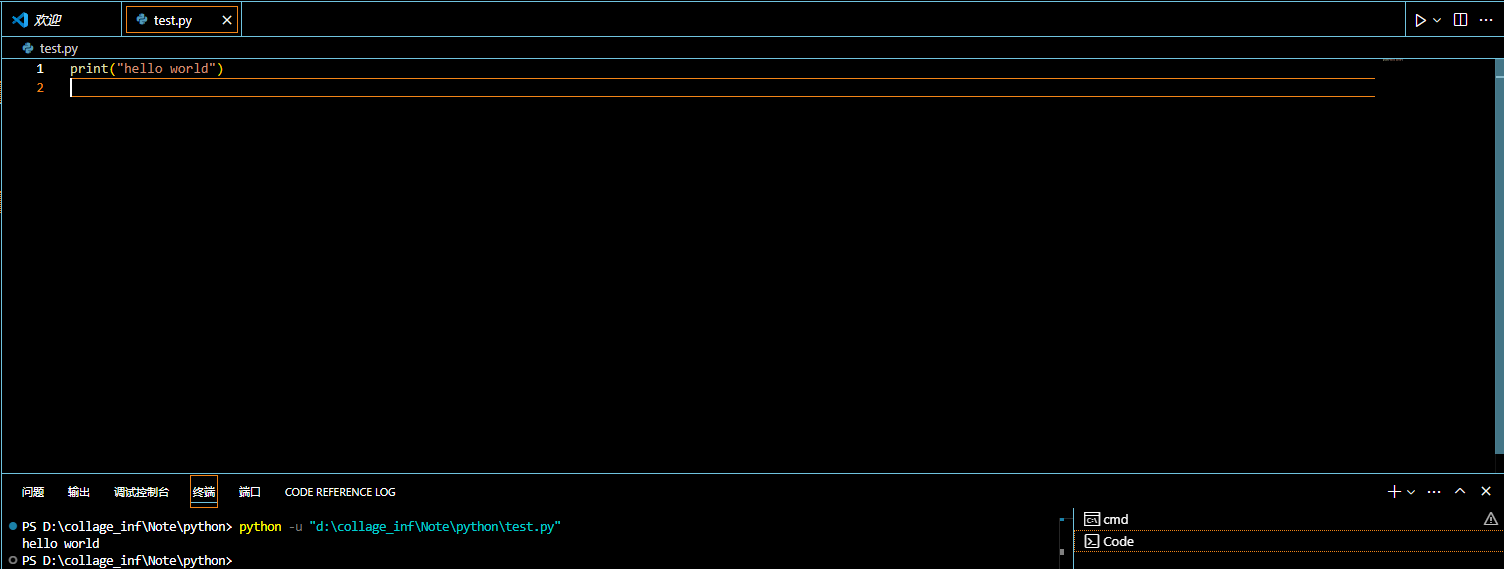 欢迎 test.py
test.py
1 print("hello world")
2
问题 输出 调试控制台 终端 端口 CODE REFERENCE LOG
PS D:\collage_inf\Note\python> python -u "d:\collage_inf\Note\python\test.py"
hello world
PS D:\collage_inf\Note\python>
cmd
Code